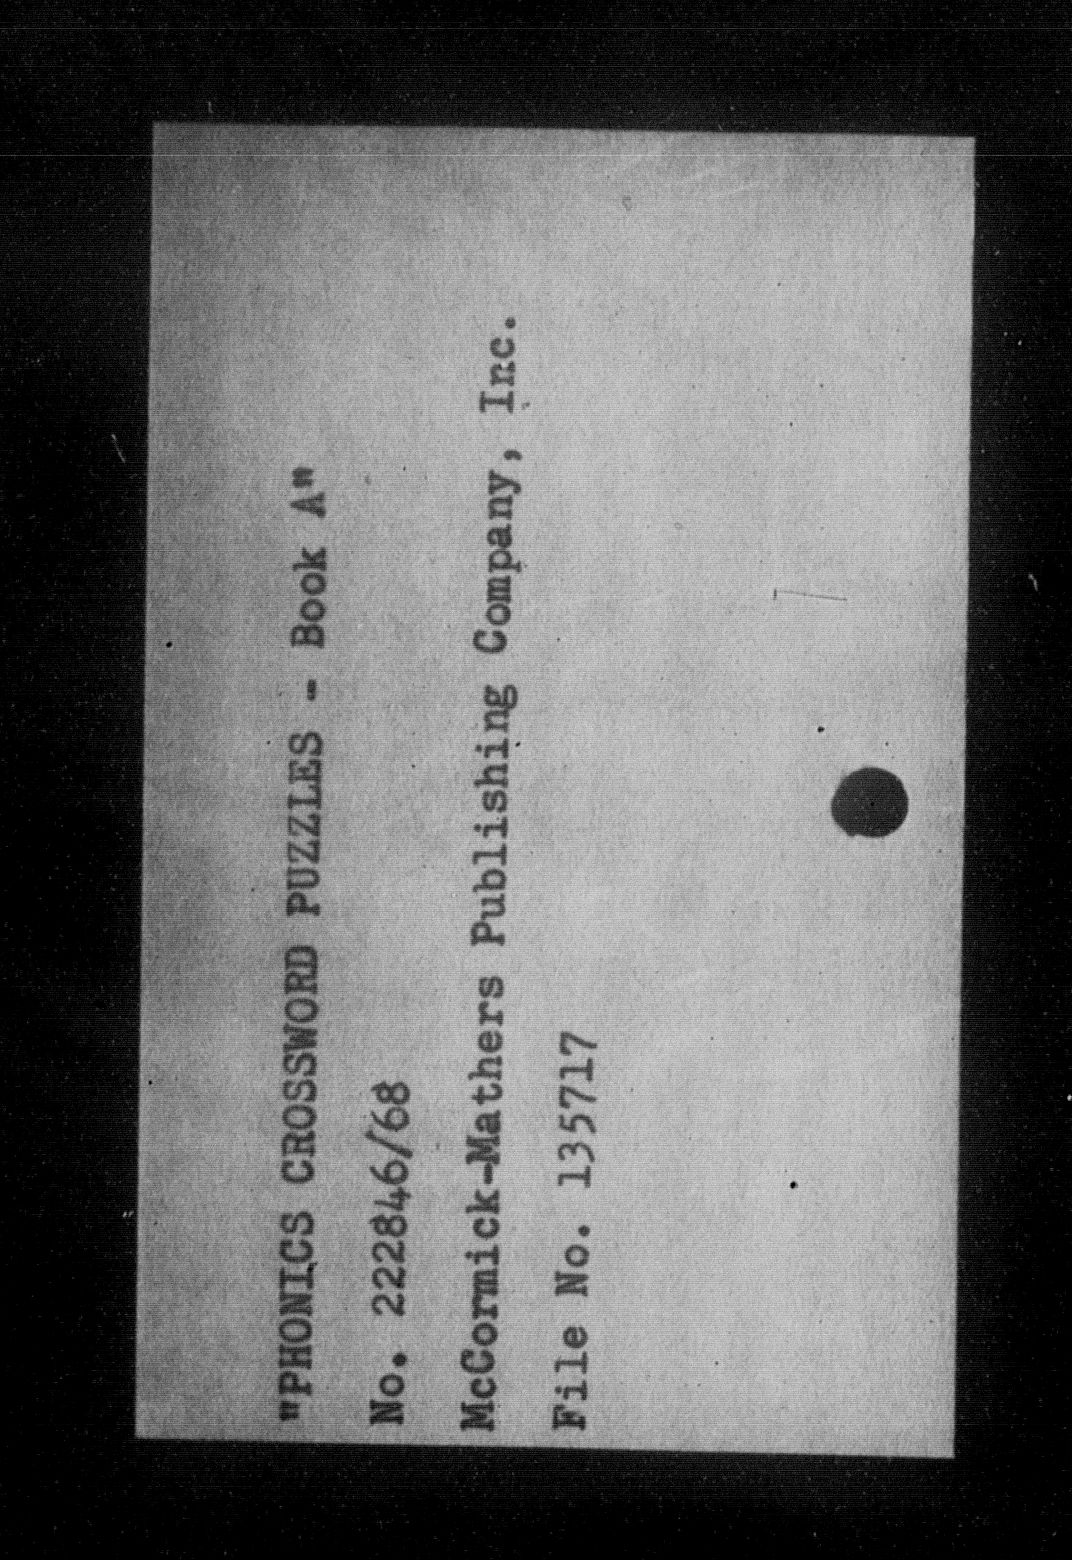 "PHONICS CROSSWORD PUZZLES - Book A"
No. 222846/68
McCormick-Mathers Publishing Company, Inc.
File No. 135717